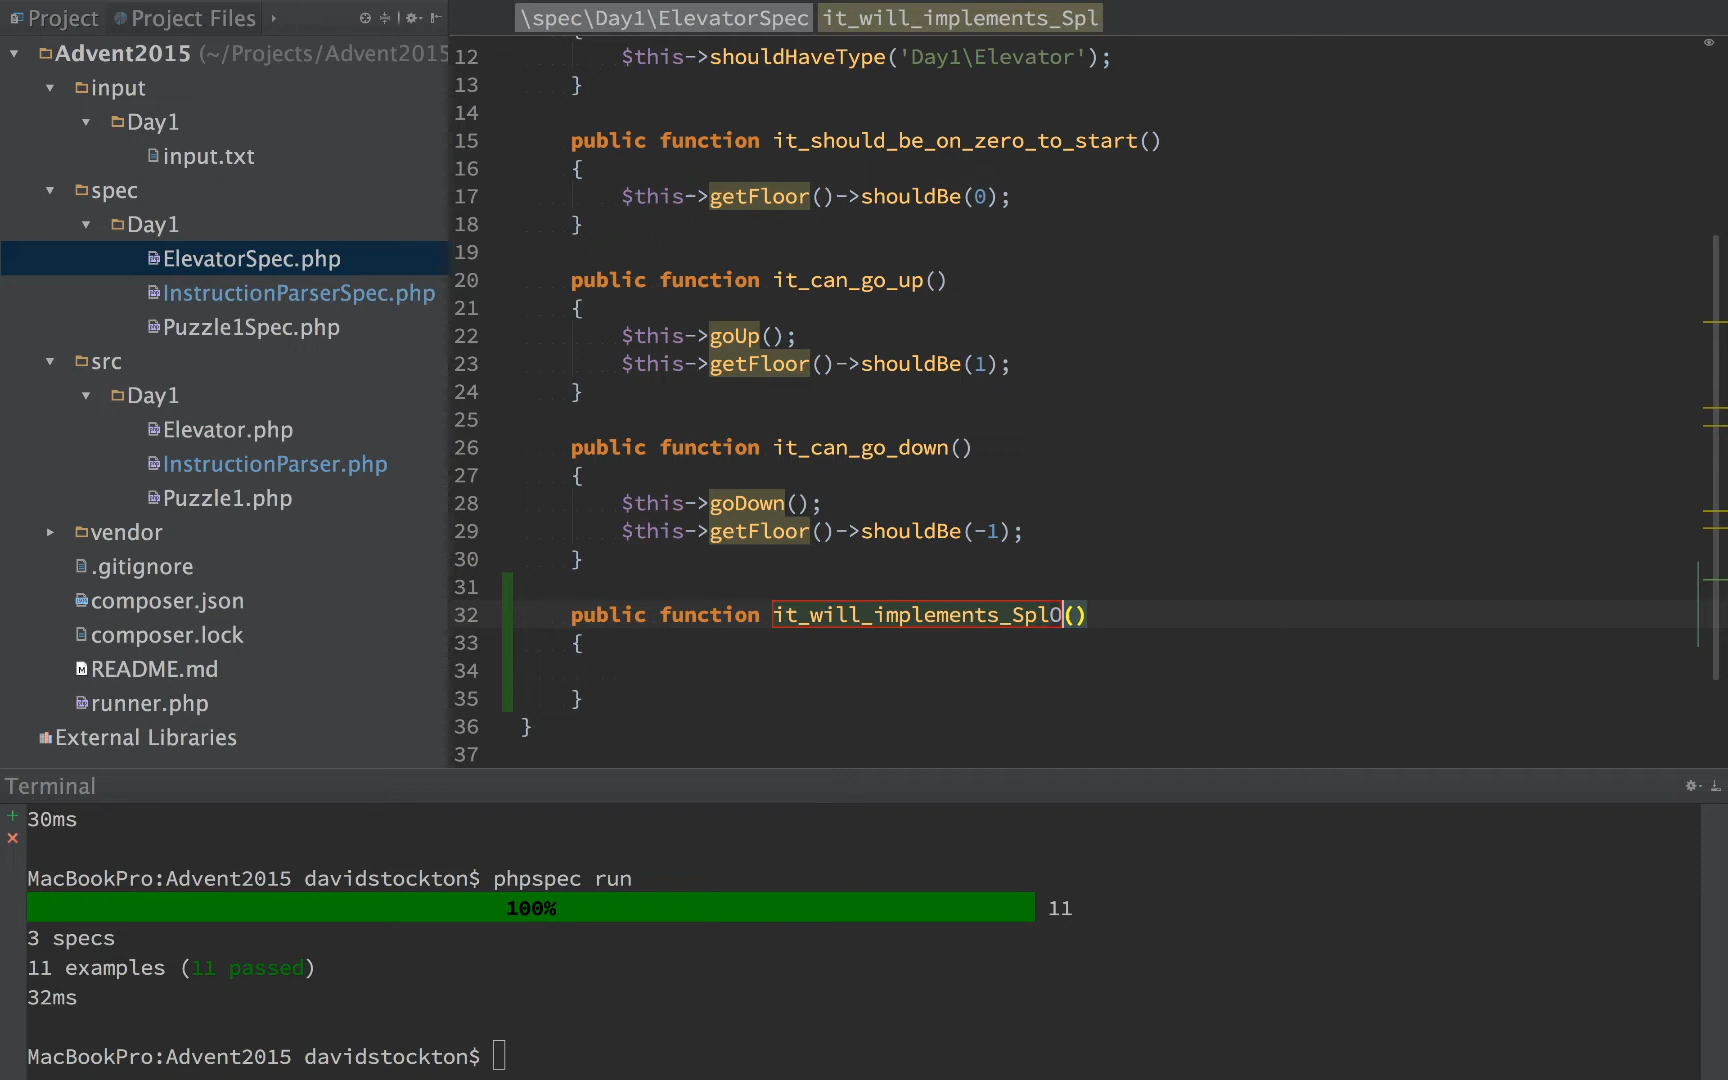 Project Project Files
Advent2015 (~/Projects/Advent2015
input
Day1
input.txt
spec
Day1
ElevatorSpec.php
InstructionParserSpec.php
Puzzle1Spec.php
src
Day1
Elevator.php
InstructionParser.php
Puzzle1.php
vendor
.gitignore
composer.json
composer.lock
README.md
runner.php
External Libraries
\spec\Day1\ElevatorSpec it_will_implements_Spl
{
12 $this->shouldHaveType('Day1\Elevator');
13 }
14
15 public function it_should_be_on_zero_to_start()
16 {
17 $this->getFloor()->shouldBe(0);
18 }
19
20 public function it_can_go_up()
21 {
22 $this->goUp();
23 $this->getFloor()->shouldBe(1);
24 }
25
26 public function it_can_go_down()
27 {
28 $this->goDown();
29 $this->getFloor()->shouldBe(-1);
30 }
31
32 public function it_will_implements_SplO()
33 {
34
35 }
36 }
37
Terminal
30ms
MacBookPro:Advent2015 davidstockton$ phpspec run
100% 11
3 specs
11 examples (11 passed)
32ms
MacBookPro:Advent2015 davidstockton$